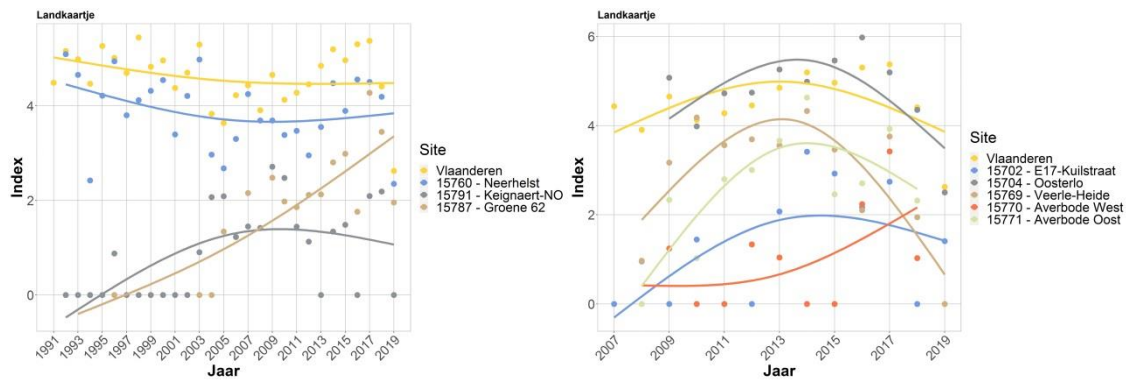 Landkaartje
Index
6
4
2
0
1991
1993
1995
1997
1999
2001
2003
2005
2007
2009
2011
2013
2015
2017
2019
Jaar
Site
Vlaanderen
15760 - Neerhelst
15791 - Keignaert-NO
15787 - Groene 62
Landkaartje
Index
6
4
2
0
2007
2009
2011
2013
2015
2017
2019
Jaar
Site
Vlaanderen
15702 - E17-Kuilstraat
15704 - Oosterlo
15769 - Veerle-Heide
15770 - Averbode West
15771 - Averbode Oost